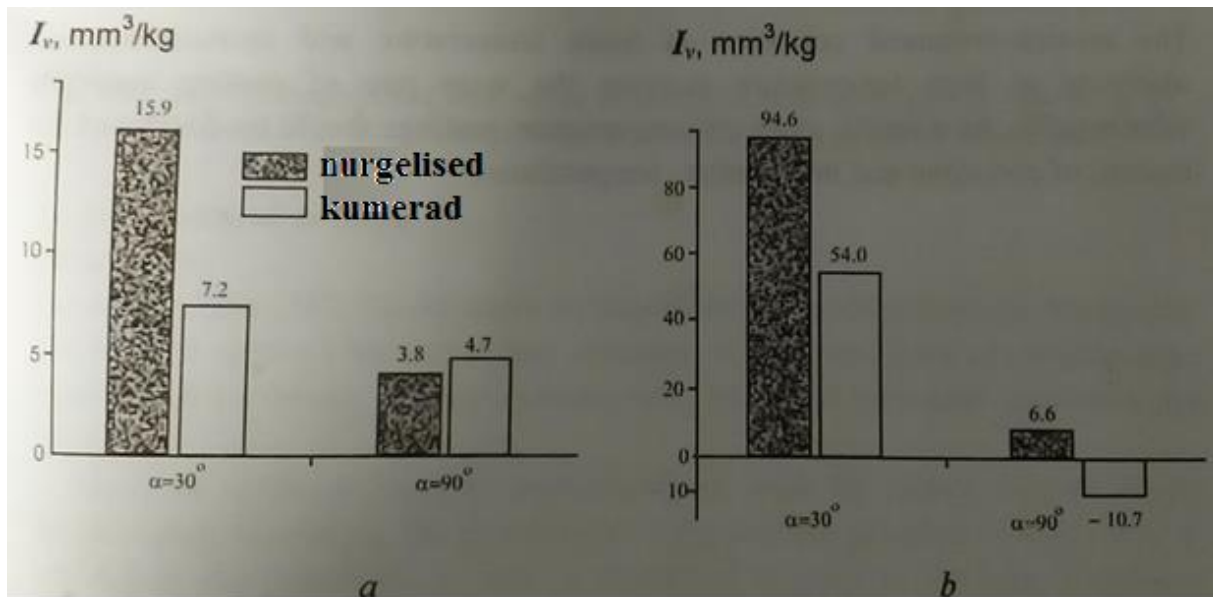 Iv, mm³/kg
15.9
15
nurgelised
kumerad
10
7.2
5
3.8
4.7
0
α=30°
α=90°
a
Iv, mm³/kg
94.6
80
60
54.0
40
20
6.6
0
10
α=30°
α=90°
– 10.7
b